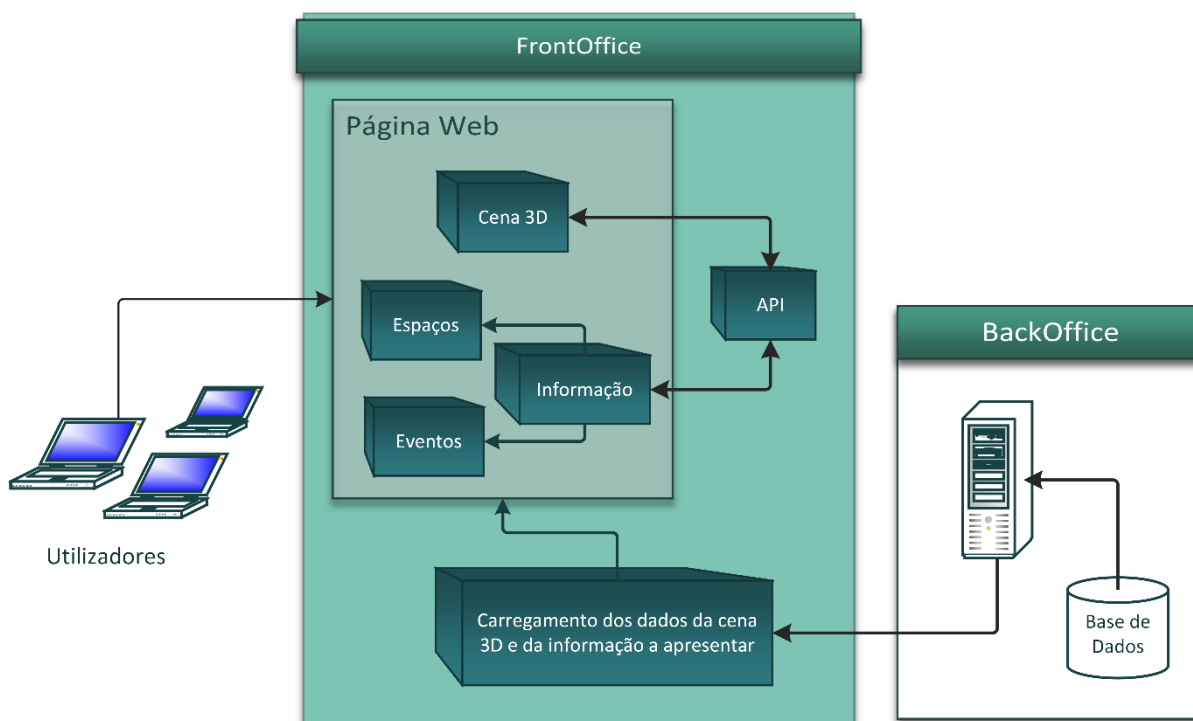 FrontOffice
Página Web
Cena 3D
API
Espaços
Informação
Eventos
BackOffice
Utilizadores
Carregamento dos dados da cena
3D e da informação a apresentar
Base de
Dados